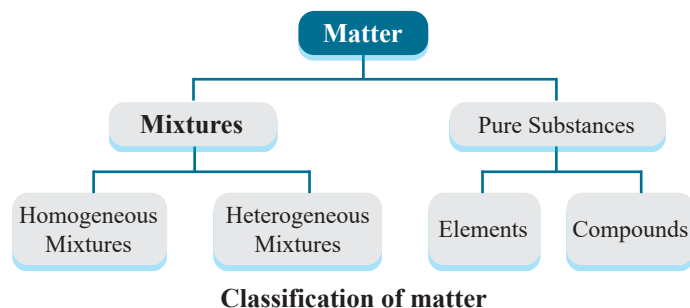 Matter
Mixtures
Pure Substances
Homogeneous
Mixtures
Heterogeneous
Mixtures
Elements
Compounds
Classification of matter